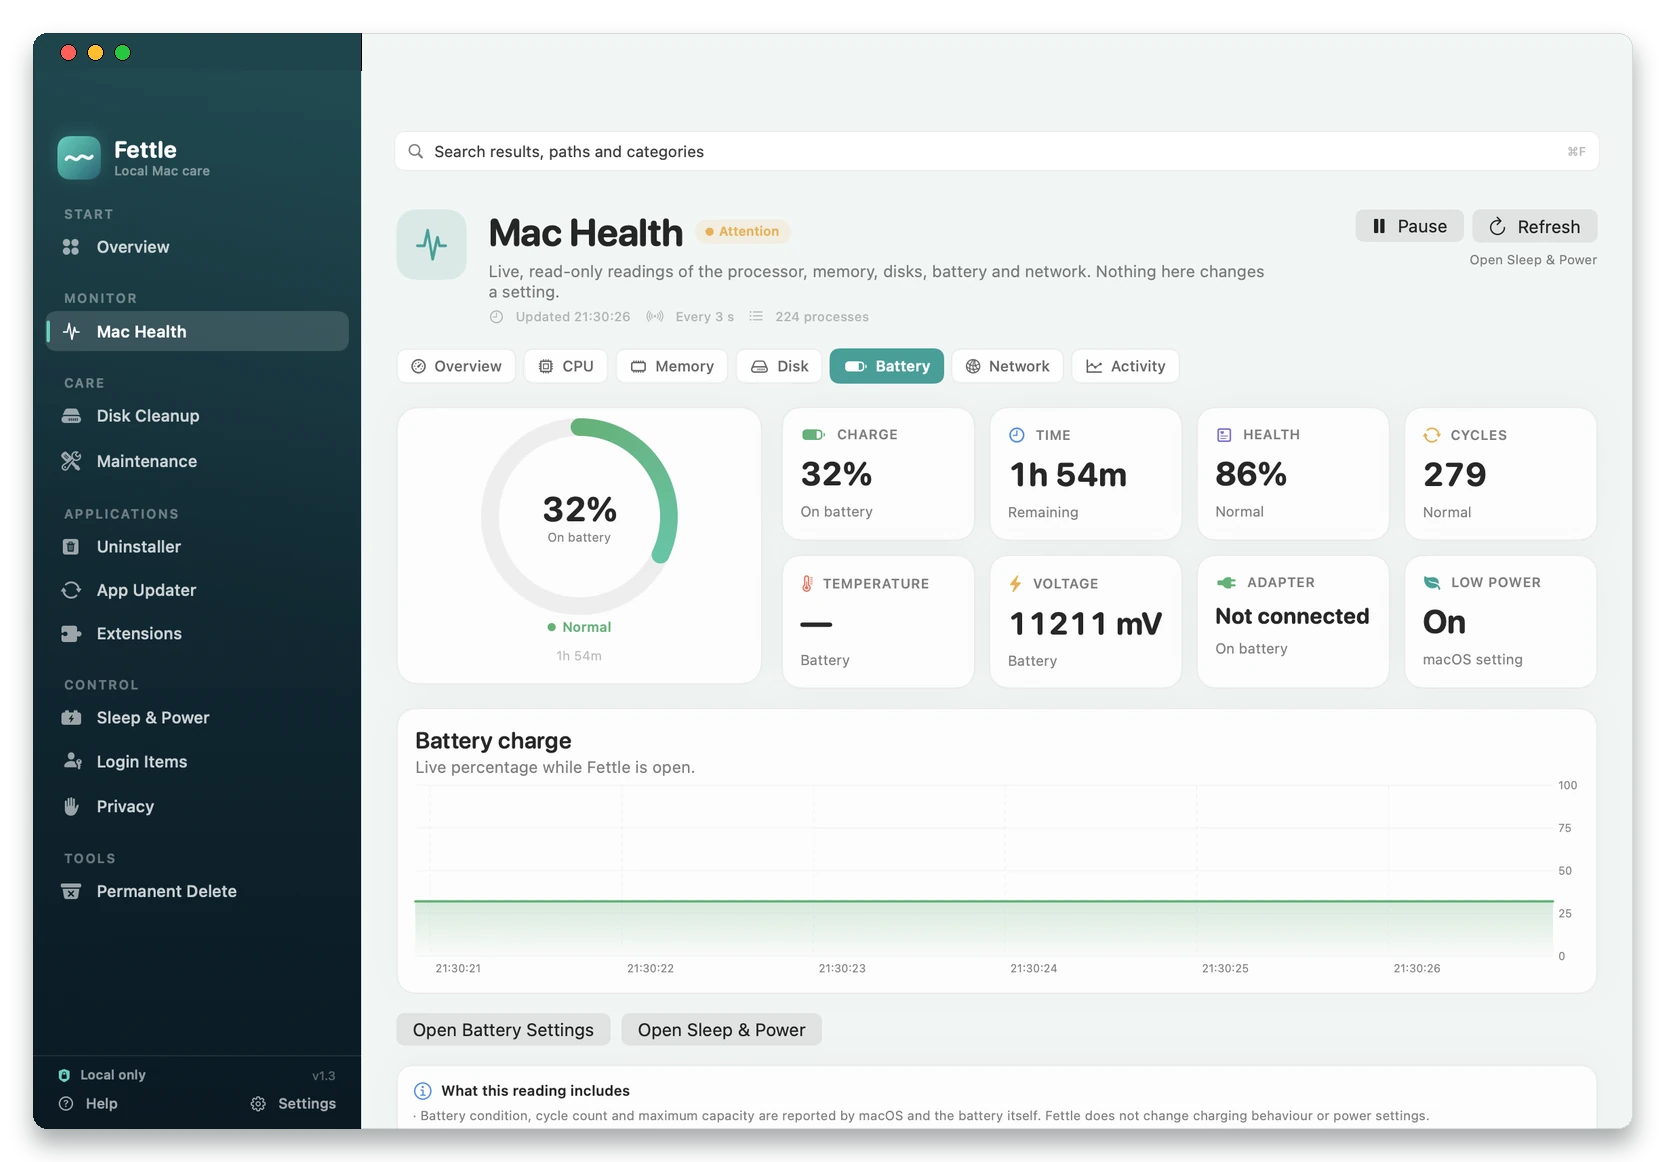 Fettle
Local Mac care
START
Overview
MONITOR
Mac Health
CARE
Disk Cleanup
Maintenance
APPLICATIONS
Uninstaller
App Updater
Extensions
CONTROL
Sleep & Power
Login Items
Privacy
TOOLS
Permanent Delete
Local only
v1.3
Help
Settings
Search results, paths and categories
⌘F
Mac Health
Attention
Pause
Refresh
Open Sleep & Power
Live, read-only readings of the processor, memory, disks, battery and network. Nothing here changes
a setting.
Updated 21:30:26
Every 3 s
224 processes
Overview
CPU
Memory
Disk
Battery
Network
Activity
32%
On battery
Normal
1h 54m
CHARGE
32%
On battery
TIME
1h 54m
Remaining
HEALTH
86%
Normal
CYCLES
279
Normal
TEMPERATURE
—
Battery
VOLTAGE
11211 mV
Battery
ADAPTER
Not connected
On battery
LOW POWER
On
macOS setting
Battery charge
Live percentage while Fettle is open.
100
75
50
25
0
21:30:21
21:30:22
21:30:23
21:30:24
21:30:25
21:30:26
Open Battery Settings
Open Sleep & Power
What this reading includes
· Battery condition, cycle count and maximum capacity are reported by macOS and the battery itself. Fettle does not change charging behaviour or power settings.